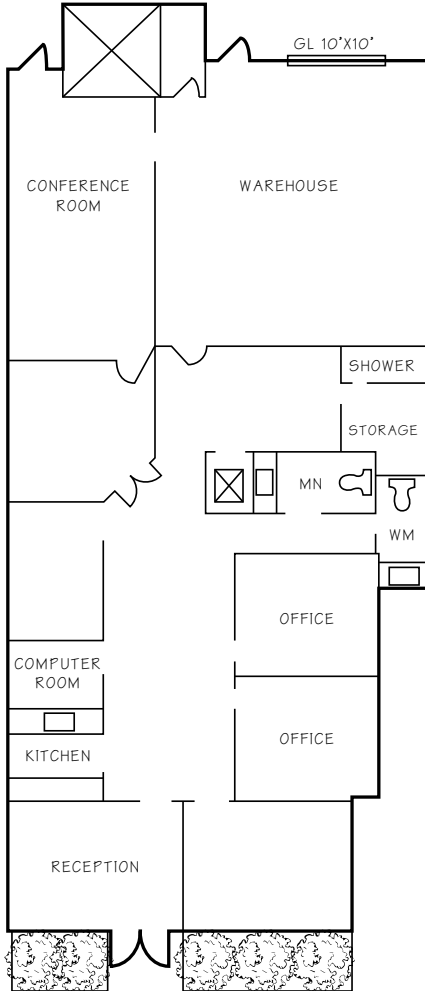 GL 10'X10'
CONFERENCE
ROOM
WAREHOUSE
SHOWER
STORAGE
MN
WM
OFFICE
COMPUTER
ROOM
OFFICE
KITCHEN
RECEPTION